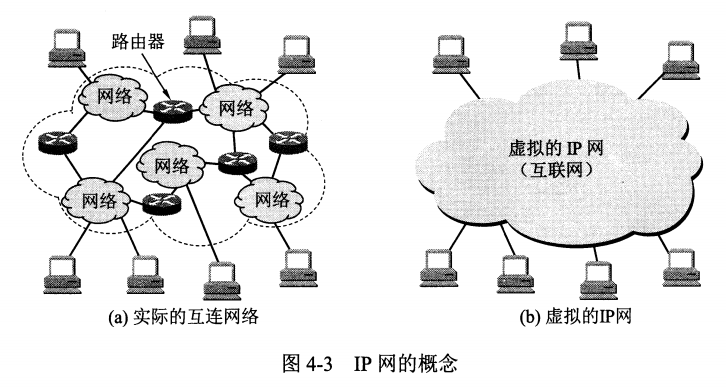 路由器
网络
网络
网络
网络
网络
(a) 实际的互连网络
虚拟的 IP 网
（互联网）
(b) 虚拟的IP网
图 4-3 IP 网的概念